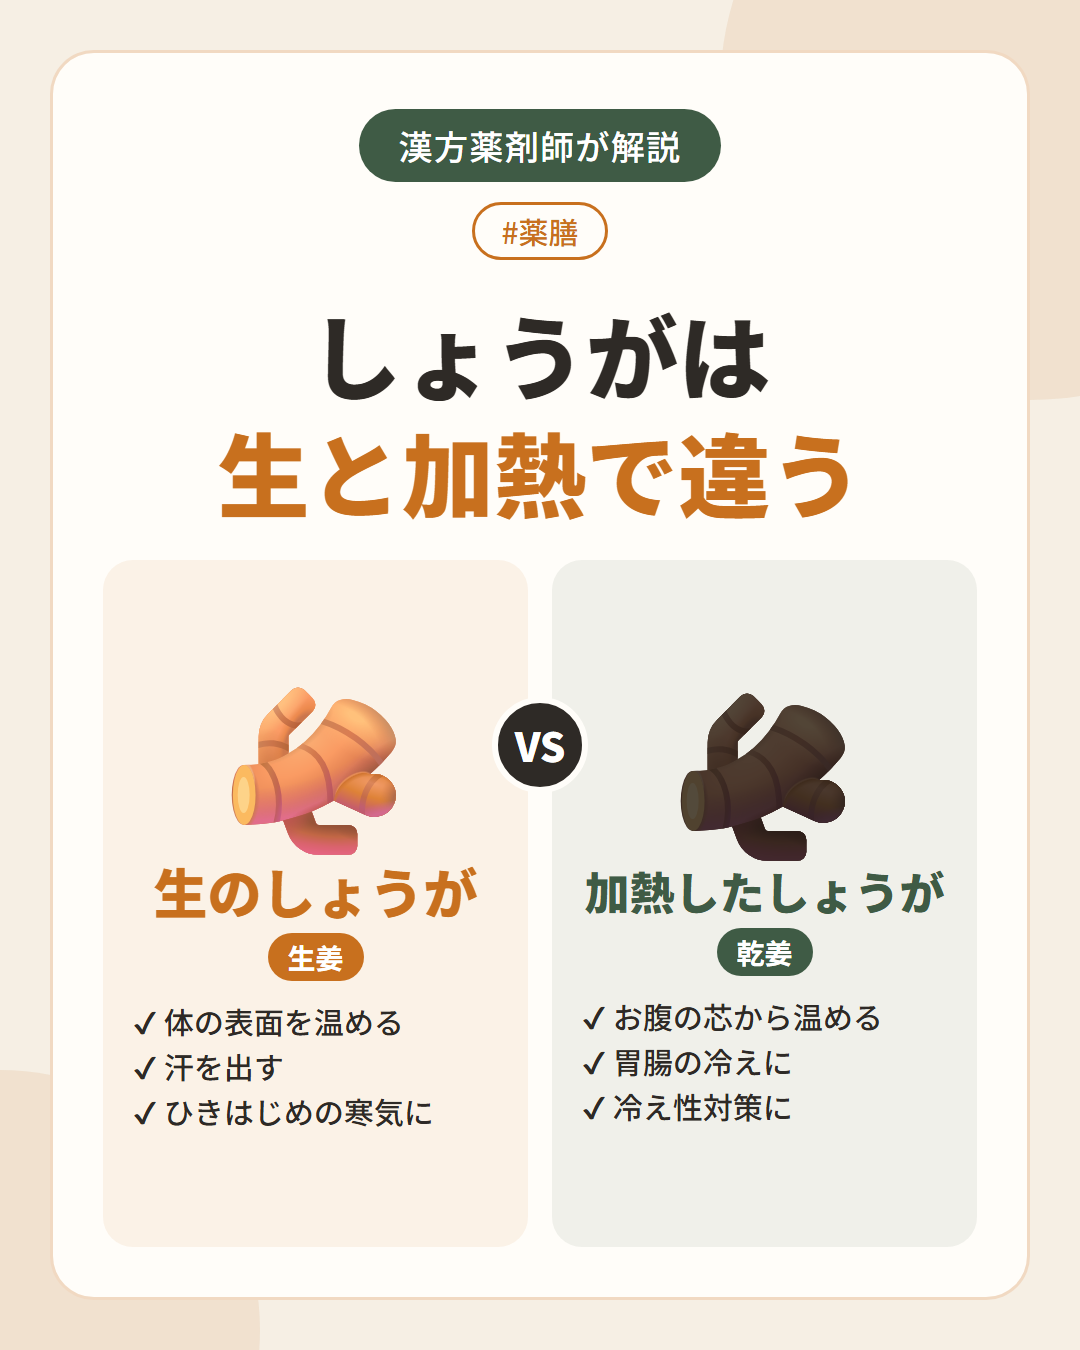 漢方薬剤師が解説
#薬膳
しょうがは
生と加熱で違う
VS
生のしょうが
生姜
✓体の表面を温める
✓汗を出す
✓ひきはじめの寒気に
加熱したしょうが
乾姜
✓お腹の芯から温める
✓胃腸の冷えに
✓冷え性対策に